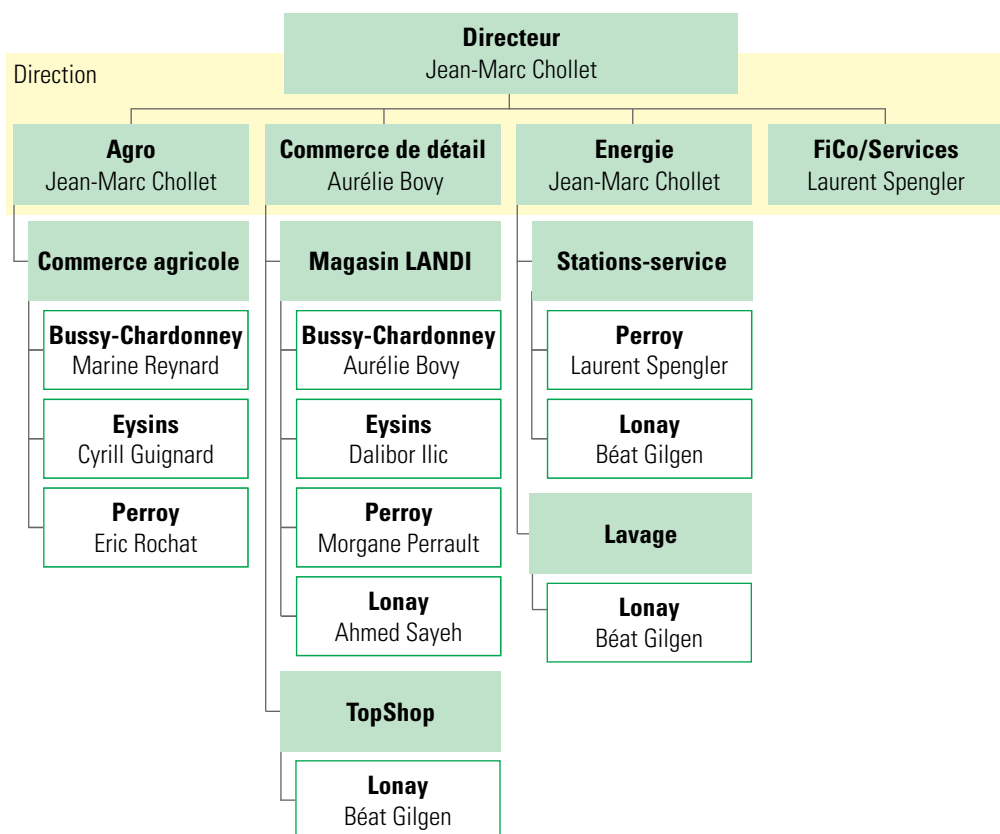 Directeur
Jean-Marc Chollet
Direction
Agro
Jean-Marc Chollet
Commerce de détail
Aurélie Bovy
Energie
Jean-Marc Chollet
FiCo/Services
Laurent Spengler
Commerce agricole
Bussy-Chardonney
Marine Reynard
Eysins
Cyrill Guignard
Perroy
Eric Rochat
Magasin LANDI
Bussy-Chardonney
Aurélie Bovy
Eysins
Dalibor Ilic
Perroy
Morgane Perrault
Lonay
Ahmed Sayeh
TopShop
Lonay
Béat Gilgen
Stations-service
Perroy
Laurent Spengler
Lonay
Béat Gilgen
Lavage
Lonay
Béat Gilgen